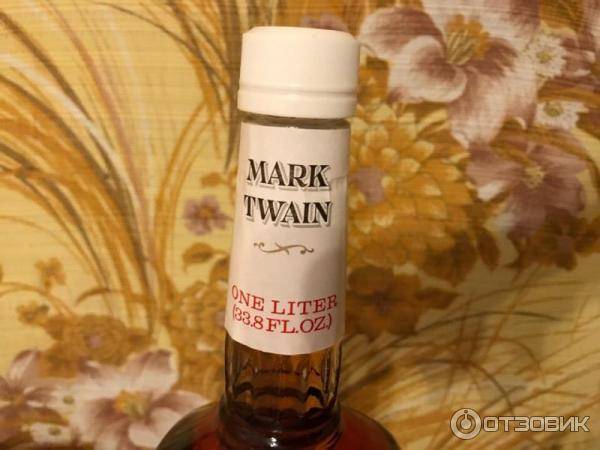 MARK
TWAIN
ONE LITER
(33.8 FL.OZ.)
ОТЗОВИК